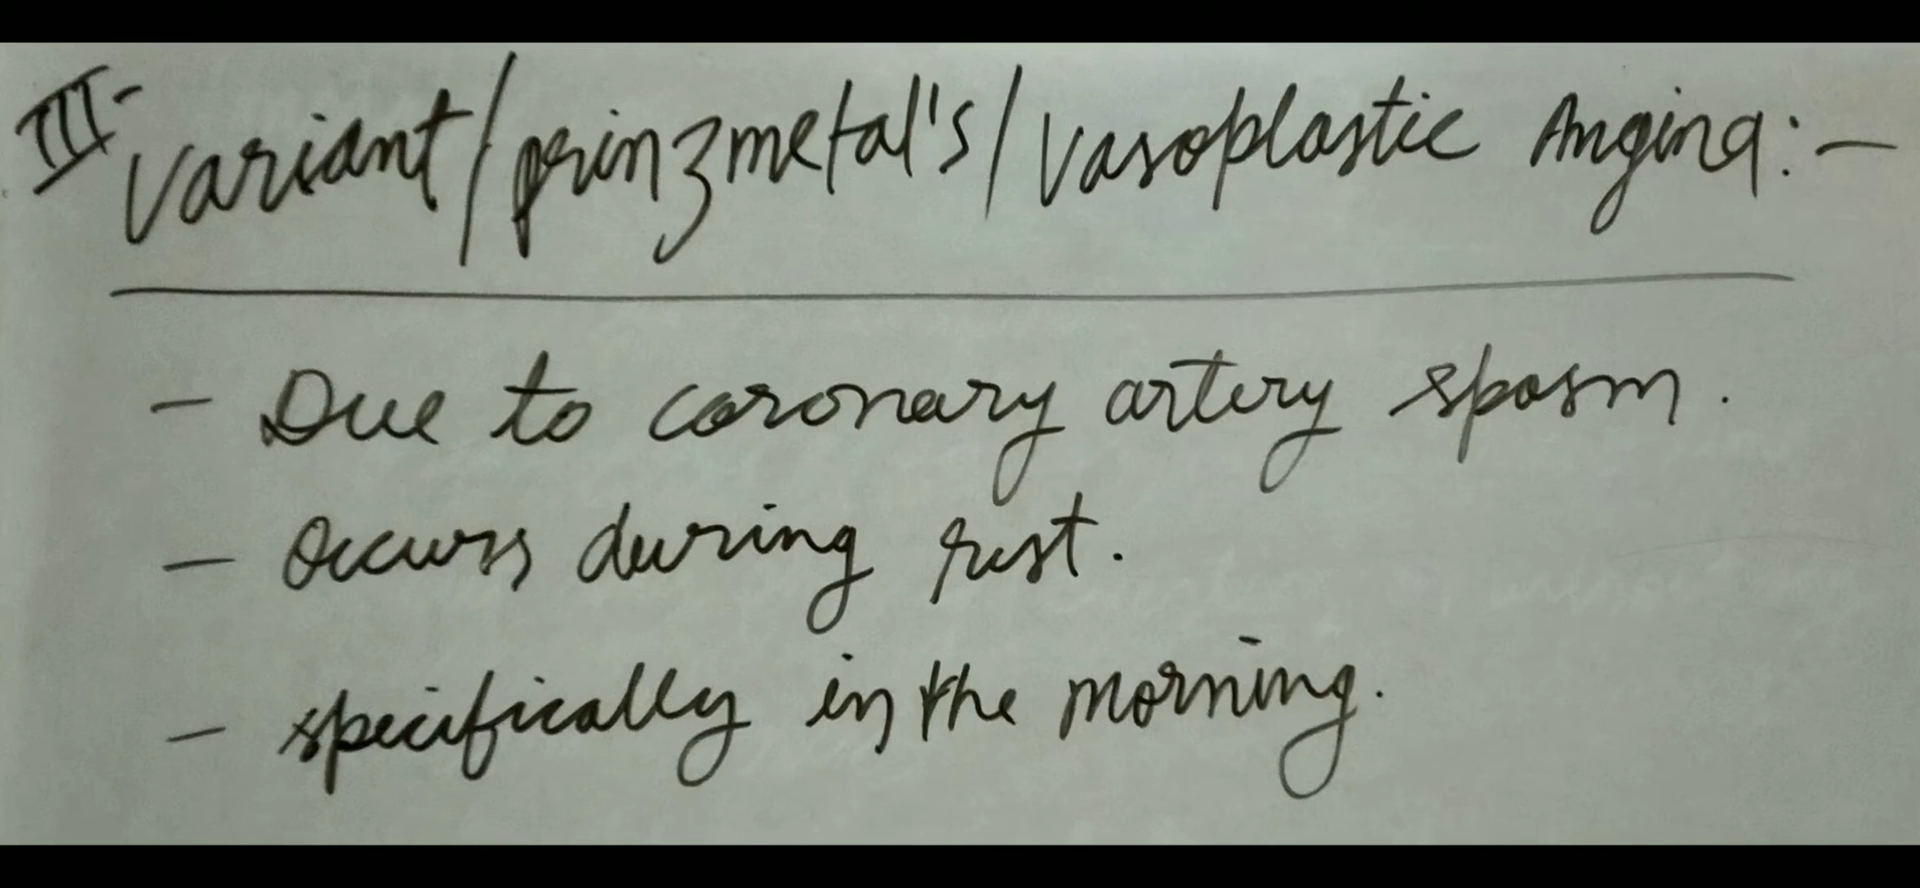 III- Variant/prinzmetal's/Vasoplastic Angina:-
- Due to coronary artery spasm.
- Occurs during rest.
- specifically in the morning.